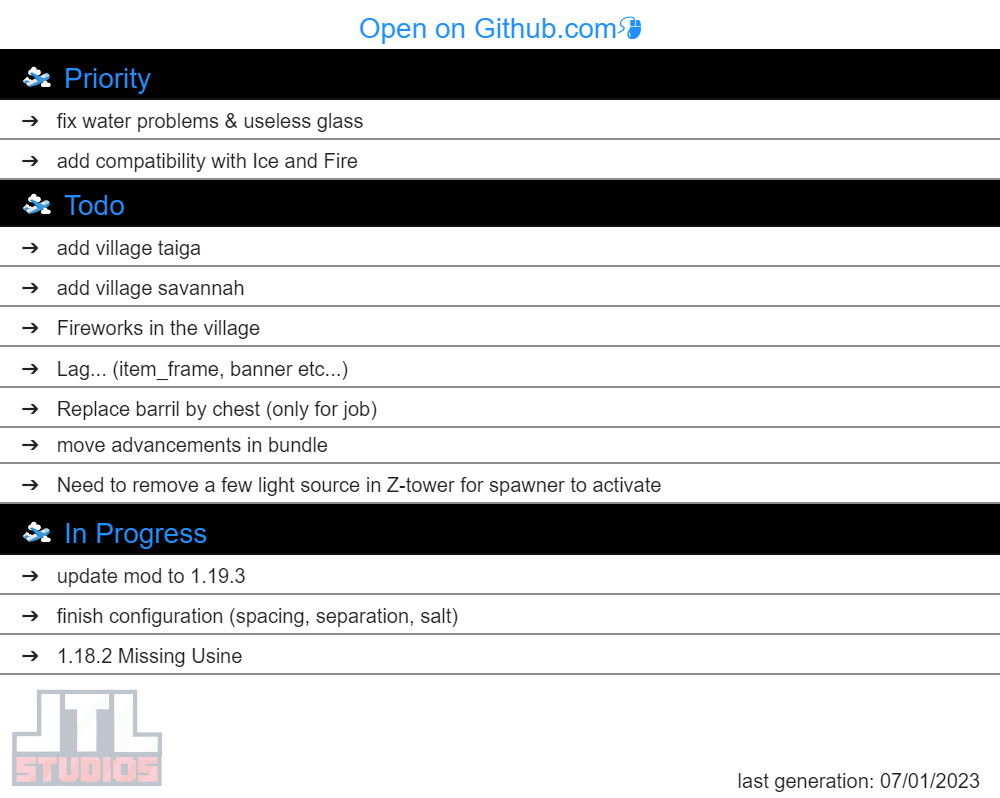 Open on Github.com
Priority
➔ fix water problems & useless glass
➔ add compatibility with Ice and Fire
Todo
➔ add village taiga
➔ add village savannah
➔ Fireworks in the village
➔ Lag... (item_frame, banner etc...)
➔ Replace barril by chest (only for job)
➔ move advancements in bundle
➔ Need to remove a few light source in Z-tower for spawner to activate
In Progress
➔ update mod to 1.19.3
➔ finish configuration (spacing, separation, salt)
➔ 1.18.2 Missing Usine
JTL
STUDIOS
last generation: 07/01/2023